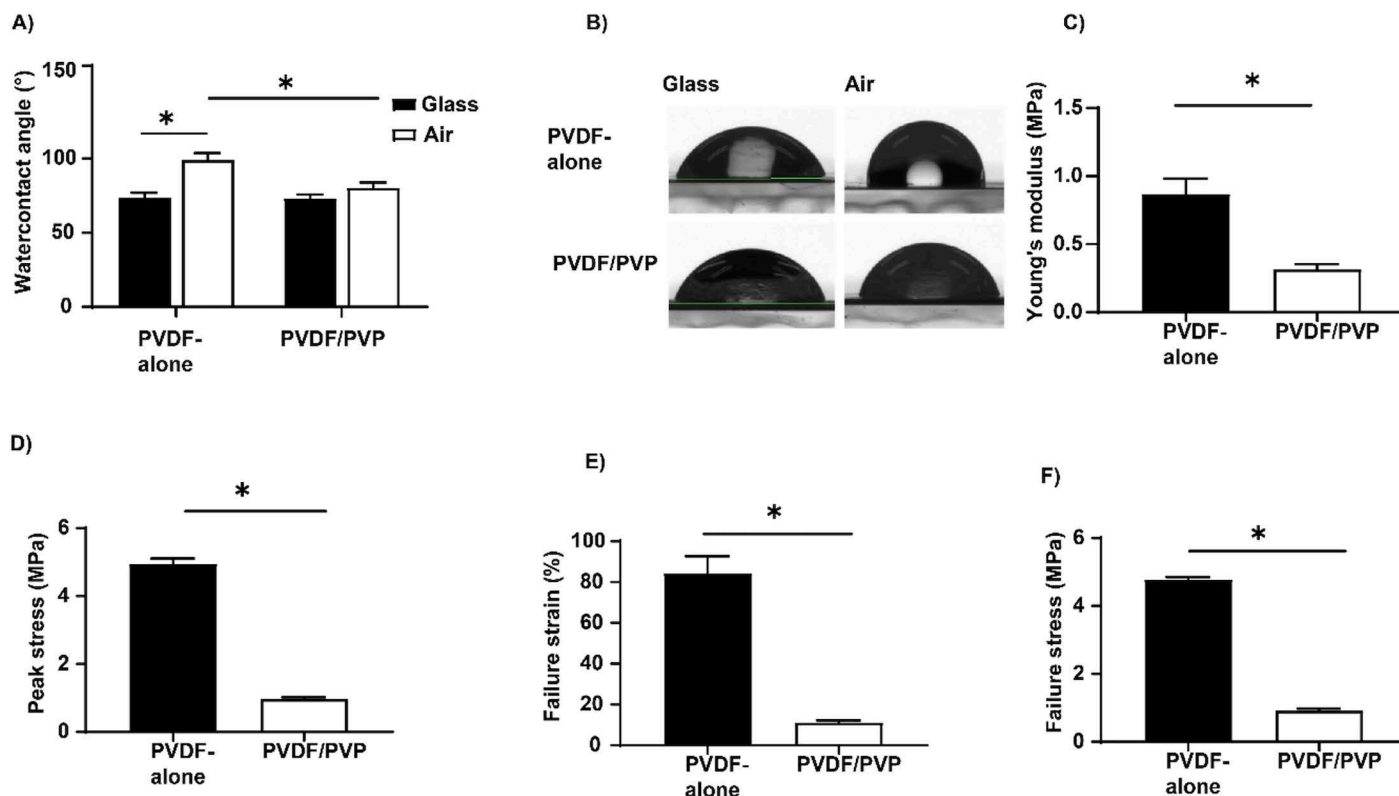 A)
Watercontact angle (°)
150
100
50
0
*
*
Glass
Air
PVDF-
alone
PVDF/PVP
B)
Glass
Air
PVDF-
alone
PVDF/PVP
C)
Young's modulus (MPa)
1.5
1.0
0.5
0.0
*
PVDF-
alone
PVDF/PVP
D)
Peak stress (MPa)
6
4
2
0
*
PVDF-
alone
PVDF/PVP
E)
Failure strain (%)
100
80
60
40
20
0
*
PVDF-
alone
PVDF/PVP
F)
Failure stress (MPa)
6
4
2
0
*
PVDF-
alone
PVDF/PVP